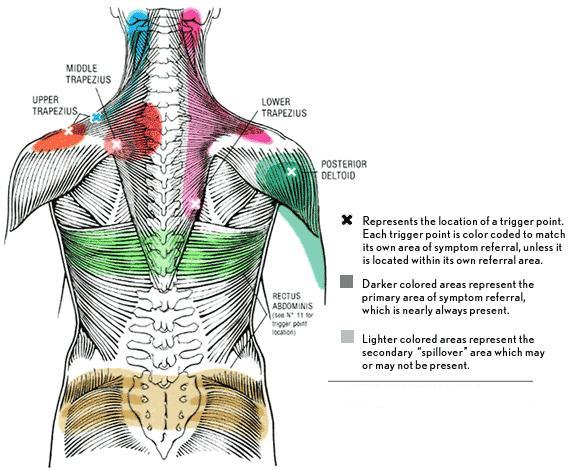 MIDDLE
TRAPEZIUS
UPPER
TRAPEZIUS
LOWER
TRAPEZIUS
POSTERIOR
DELTOID
RECTUS
ABDOMINIS
(see Nº 11 for
trigger point
location)
Represents the location of a trigger point.
Each trigger point is color coded to match
its own area of symptom referral, unless it
is located within its own referral area.
Darker colored areas represent the
primary area of symptom referral,
which is nearly always present.
Lighter colored areas represent the
secondary “spillover” area which may
or may not be present.